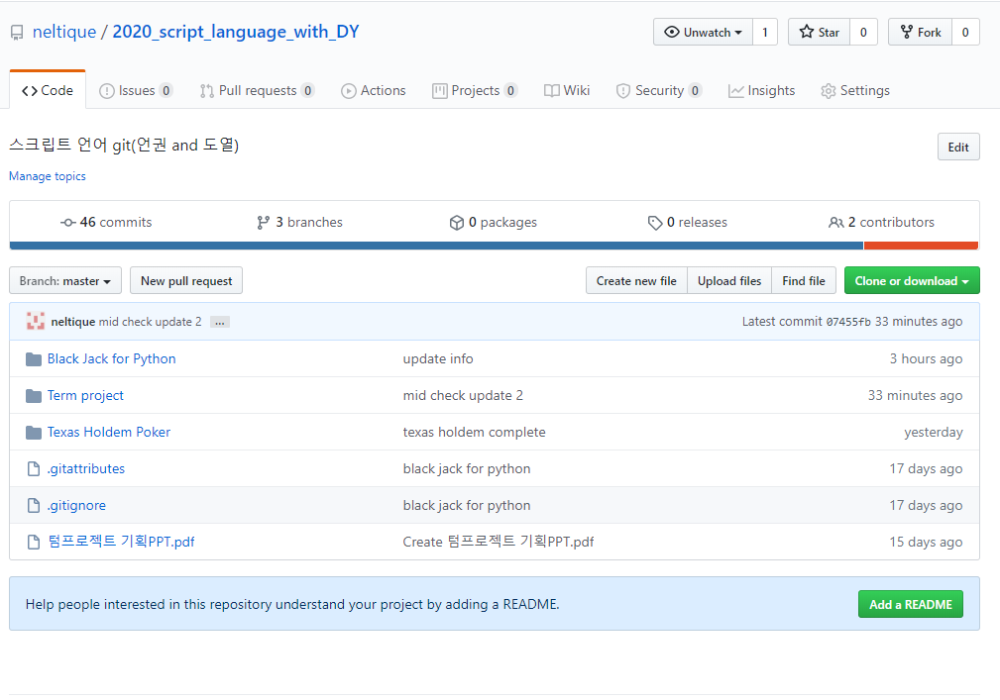 neltique / 2020_script_language_with_DY Unwatch 1 Star 0 Fork 0
Code Issues 0 Pull requests 0 Actions Projects 0 Wiki Security 0 Insights Settings
스크립트 언어 git(언권 and 도열) Edit
Manage topics
46 commits 3 branches 0 packages 0 releases 2 contributors
Branch: master New pull request Create new file Upload files Find file Clone or download
neltique mid check update 2 ... Latest commit 07455fb 33 minutes ago
Black Jack for Python update info 3 hours ago
Term project mid check update 2 33 minutes ago
Texas Holdem Poker texas holdem complete yesterday
.gitattributes black jack for python 17 days ago
.gitignore black jack for python 17 days ago
텀프로젝트 기획PPT.pdf Create 텀프로젝트 기획PPT.pdf 15 days ago
Help people interested in this repository understand your project by adding a README. Add a README